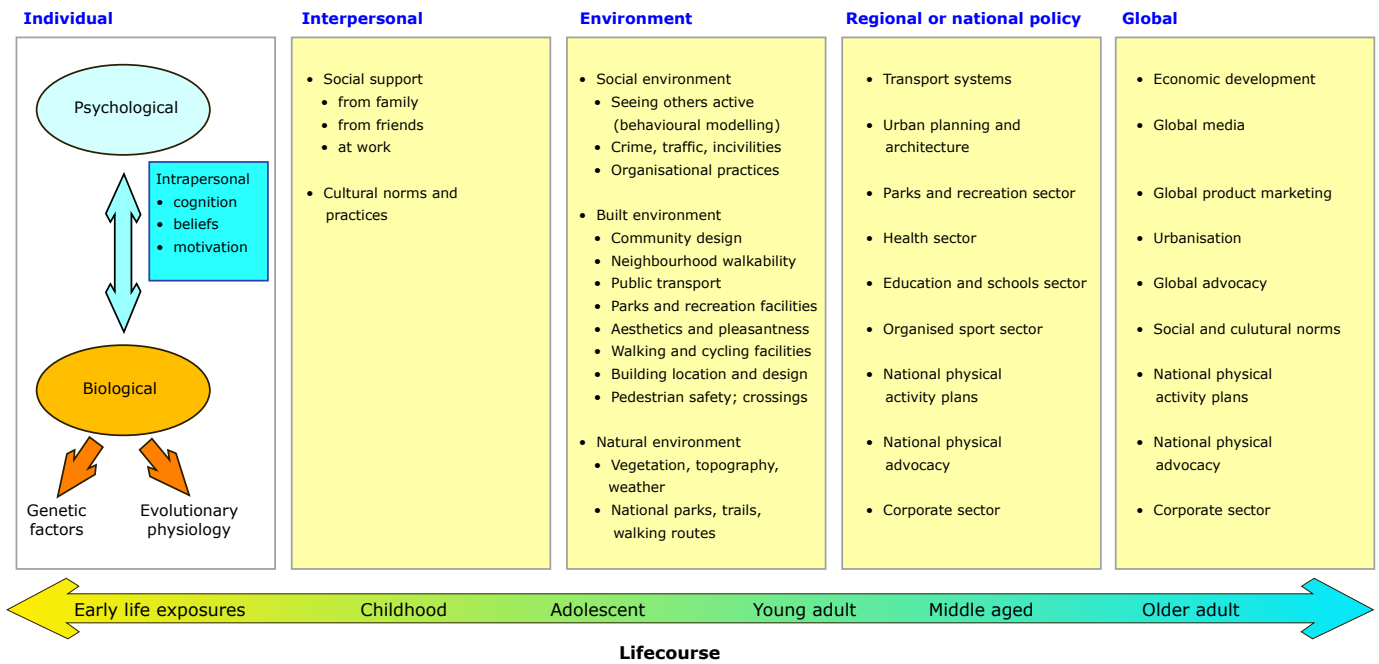 Individual
Psychological
Intrapersonal
• cognition
• beliefs
• motivation
Biological
Genetic
factors
Evolutionary
physiology
Interpersonal
• Social support
• from family
• from friends
• at work
• Cultural norms and
practices
Environment
• Social environment
• Seeing others active
(behavioural modelling)
• Crime, traffic, incivilities
• Organisational practices
• Built environment
• Community design
• Neighbourhood walkability
• Public transport
• Parks and recreation facilities
• Aesthetics and pleasantness
• Walking and cycling facilities
• Building location and design
• Pedestrian safety; crossings
• Natural environment
• Vegetation, topography,
weather
• National parks, trails,
walking routes
Regional or national policy
• Transport systems
• Urban planning and
architecture
• Parks and recreation sector
• Health sector
• Education and schools sector
• Organised sport sector
• National physical
activity plans
• National physical
advocacy
• Corporate sector
Global
• Economic development
• Global media
• Global product marketing
• Urbanisation
• Global advocacy
• Social and culutural norms
• National physical
activity plans
• National physical
advocacy
• Corporate sector
Early life exposures
Childhood
Adolescent
Young adult
Middle aged
Older adult
Lifecourse